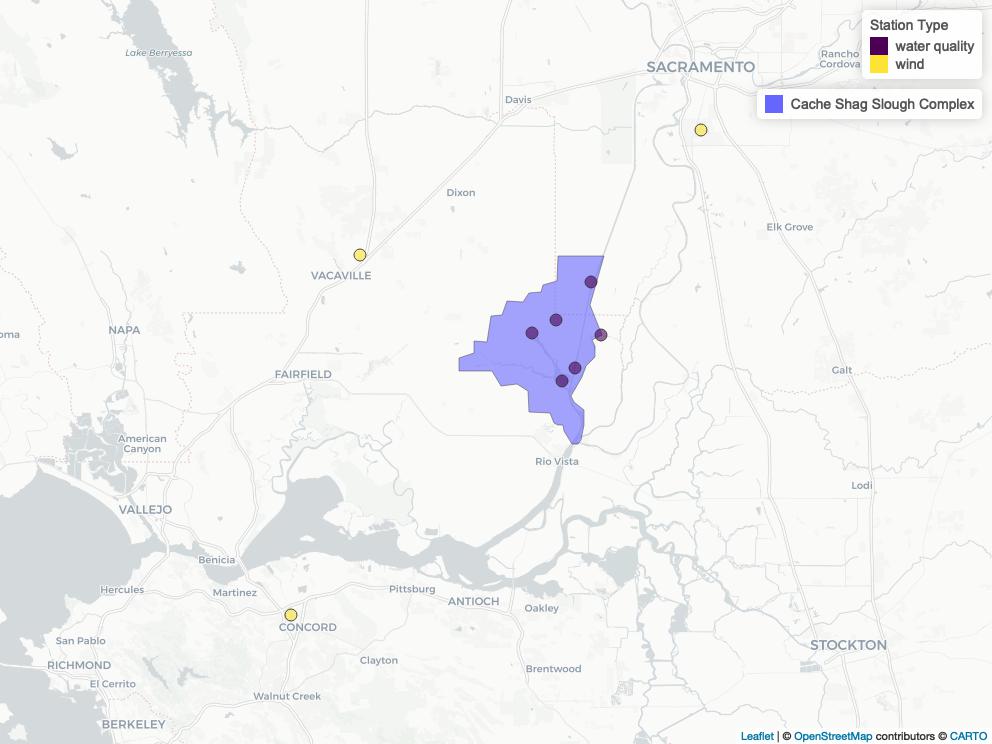 Station Type
water quality
wind
Cache Shag Slough Complex
Lake Berryessa
SACRAMENTO
Rancho
Cordova
Davis
Dixon
Elk Grove
VACAVILLE
NAPA
oma
FAIRFIELD
Galt
American
Canyon
Rio Vista
Lodi
VALLEJO
Benicia
Hercules
Martinez
Pittsburg
ANTIOCH
Oakley
CONCORD
San Pablo
STOCKTON
RICHMOND
Clayton
Brentwood
El Cerrito
Walnut Creek
BERKELEY
Leaflet | © OpenStreetMap contributors © CARTO